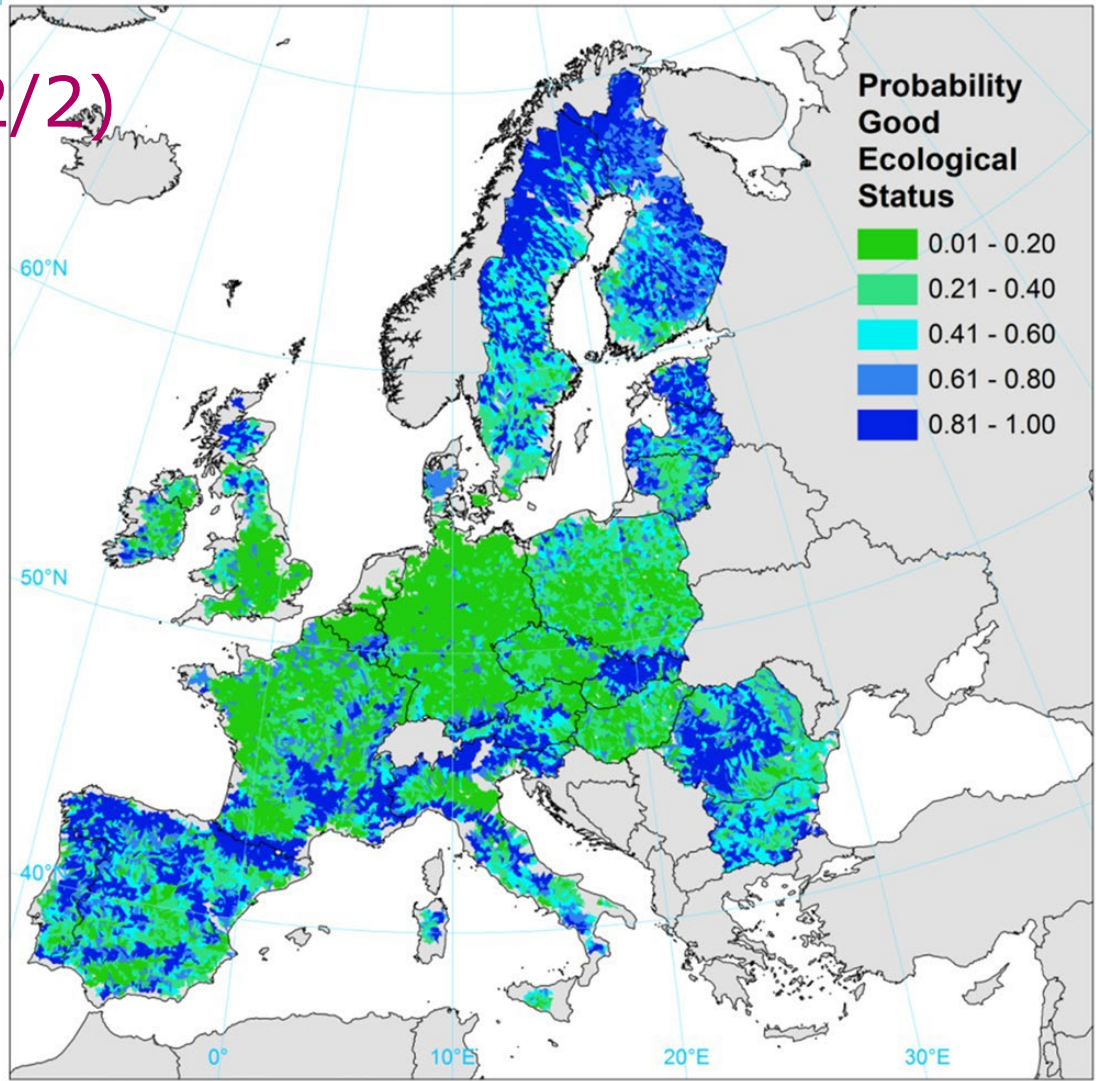 2/2)
Probability
Good
Ecological
Status
0.01 - 0.20
0.21 - 0.40
0.41 - 0.60
0.61 - 0.80
0.81 - 1.00
60°N
50°N
40°N
0°
10°E
20°E
30°E